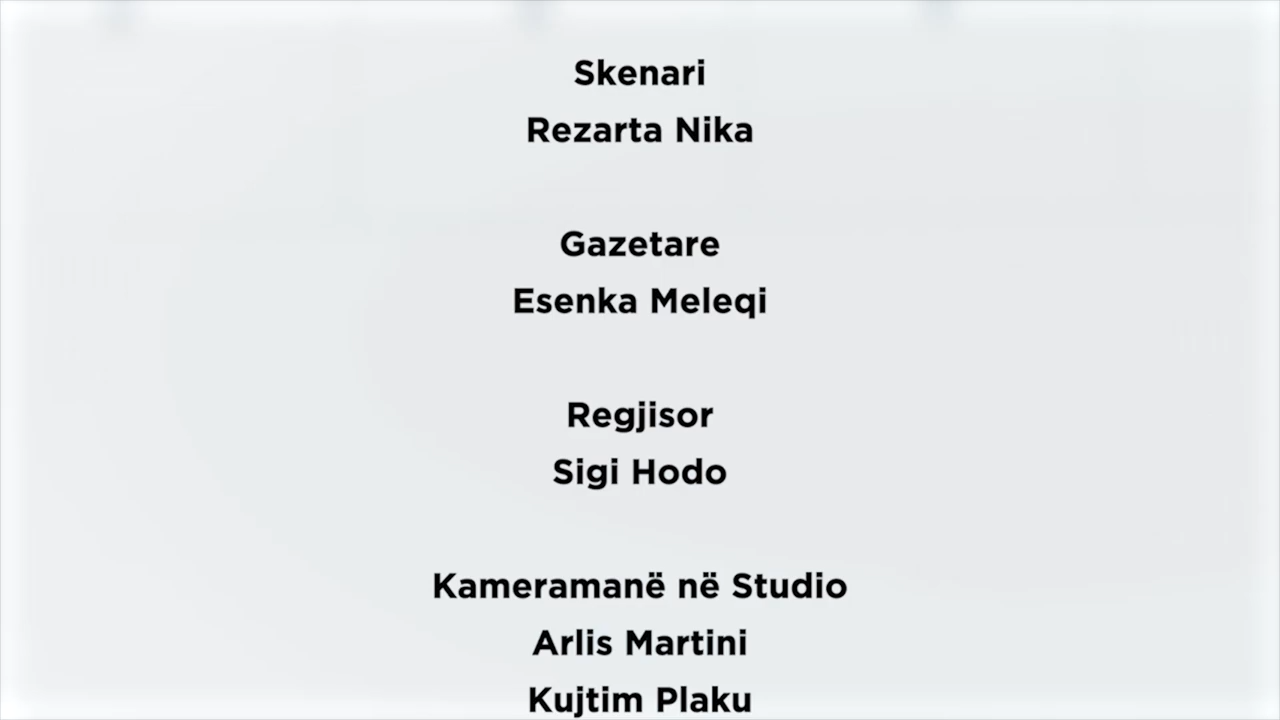 Skenari
Rezarta Nika
Gazetare
Esenka Meleqi
Regjisor
Sigi Hodo
Kameramanë në Studio
Arlis Martini
Kujtim Plaku